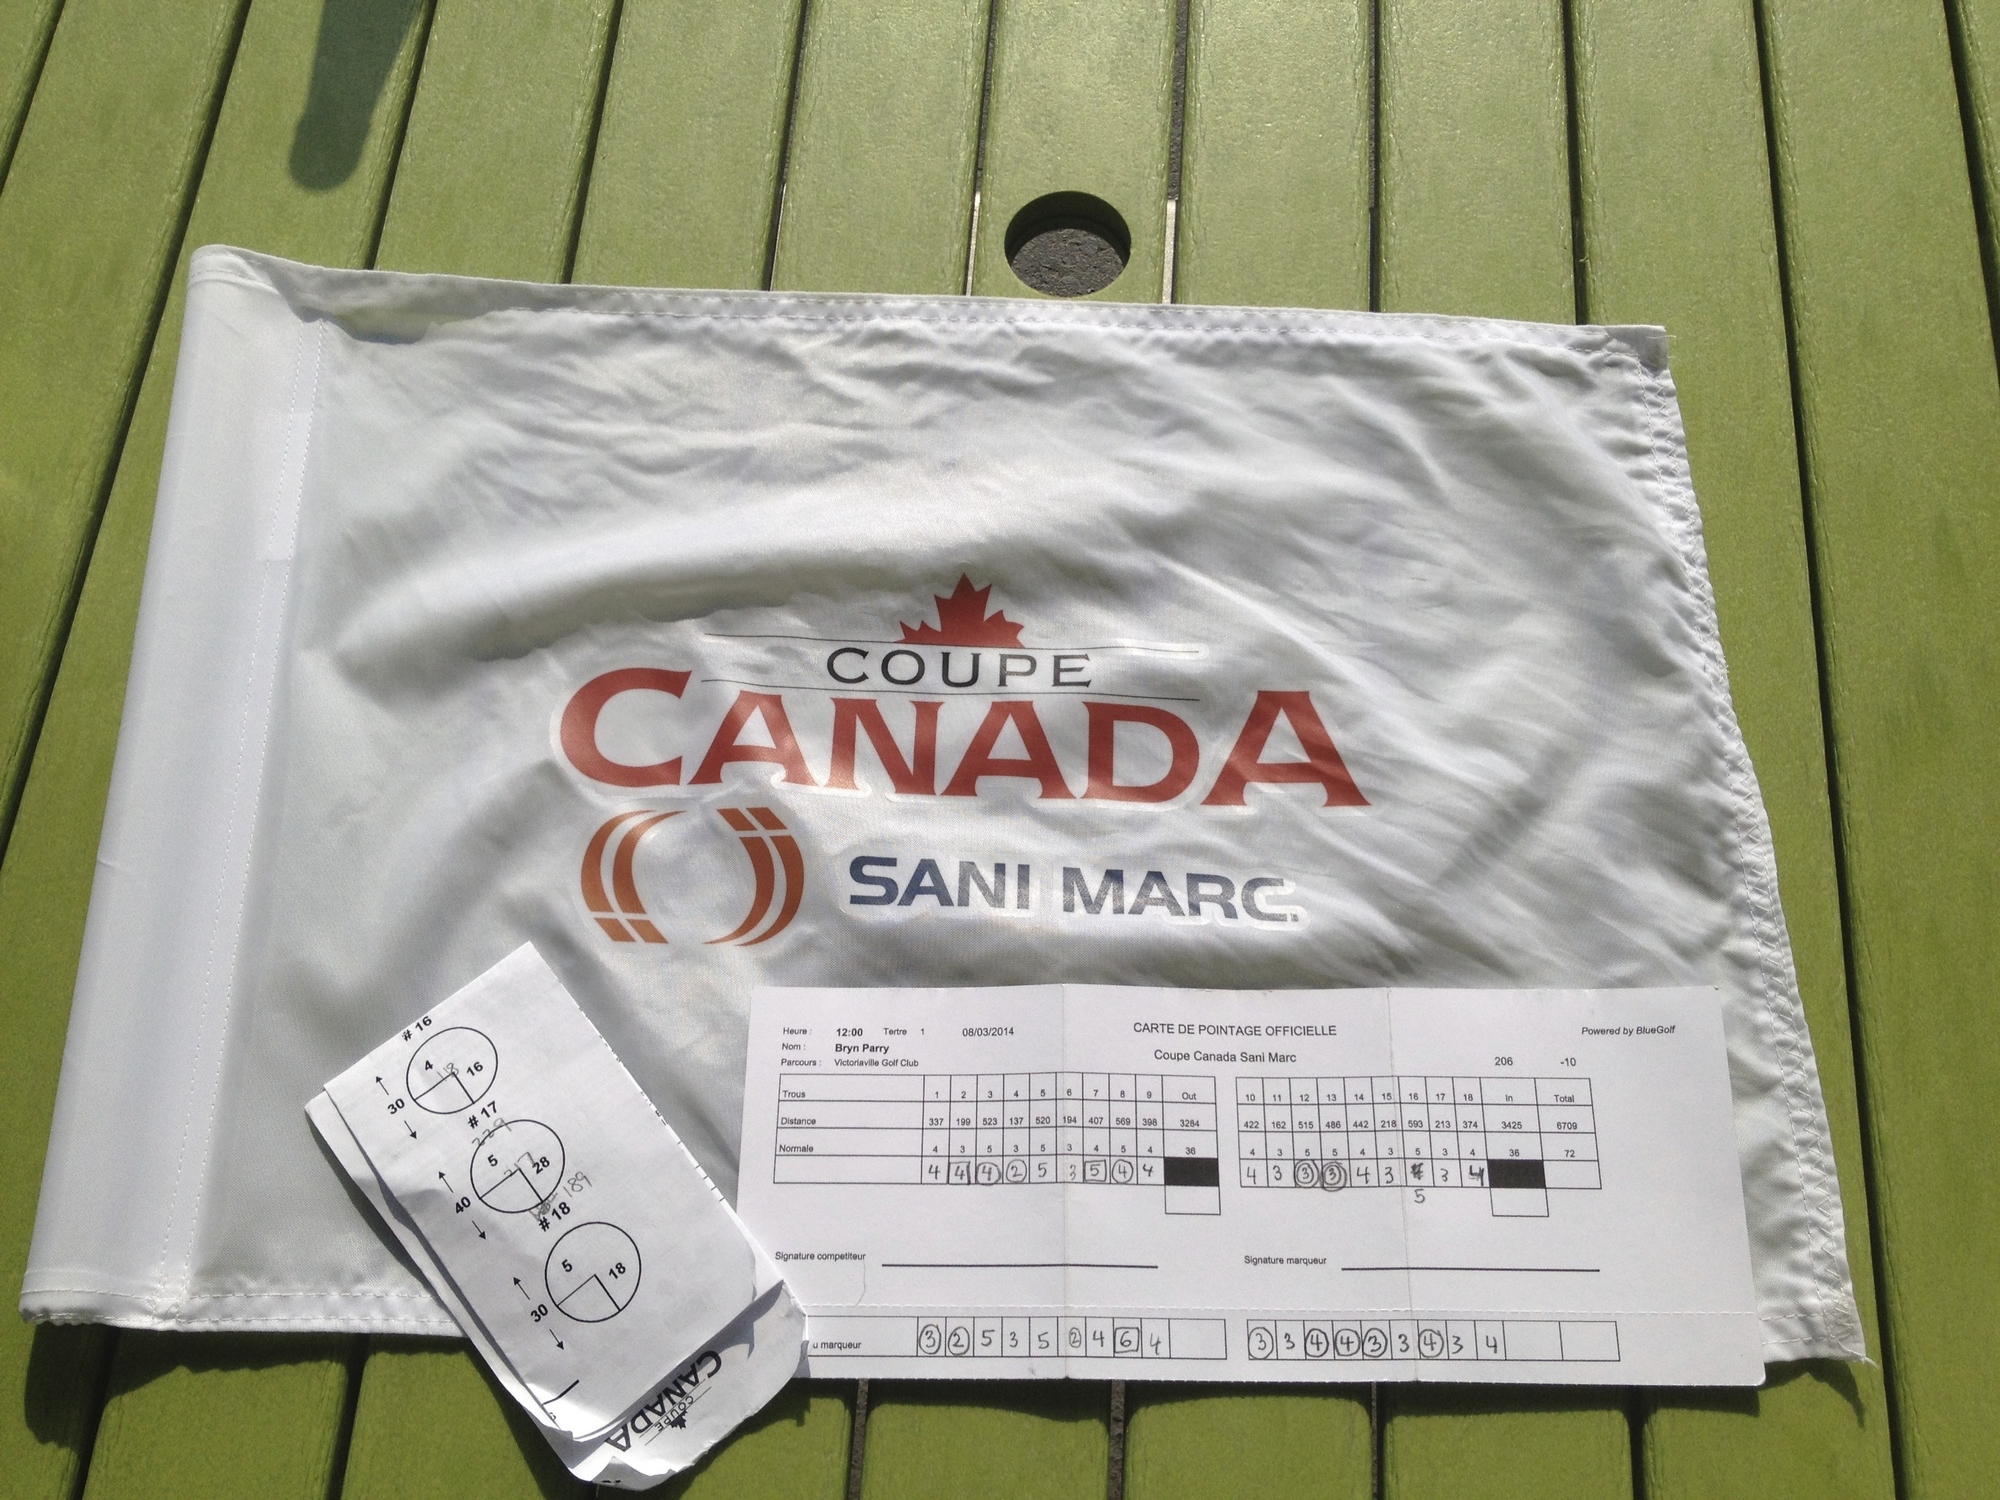 COUPE
CANADA
SANI MARC
# 16
4 118 16
30
# 17
229
5 217 28
40
189
# 18
5 18
30
COUPE
CANADA
Heure : 12:00 Tertre 1 08/03/2014 CARTE DE POINTAGE OFFICIELLE Powered by BlueGolf
Nom : Bryn Parry Coupe Canada Sani Marc 206 -10
Parcours : Victoriaville Golf Club
Trous 1 2 3 4 5 6 7 8 9 Out 10 11 12 13 14 15 16 17 18 In Total
Distance 337 199 523 137 520 194 407 569 398 3284 422 162 515 486 442 218 593 213 374 3425 6709
Normale 4 3 5 3 5 3 4 5 4 36 4 3 5 5 4 3 5 3 4 36 72
4 4 4 2 5 3 5 4 4 4 3 3 3 4 3 3 4
5
Signature competiteur Signature marqueur
u marqueur 3 2 5 3 5 2 4 6 4 3 3 4 4 3 3 4 3 4